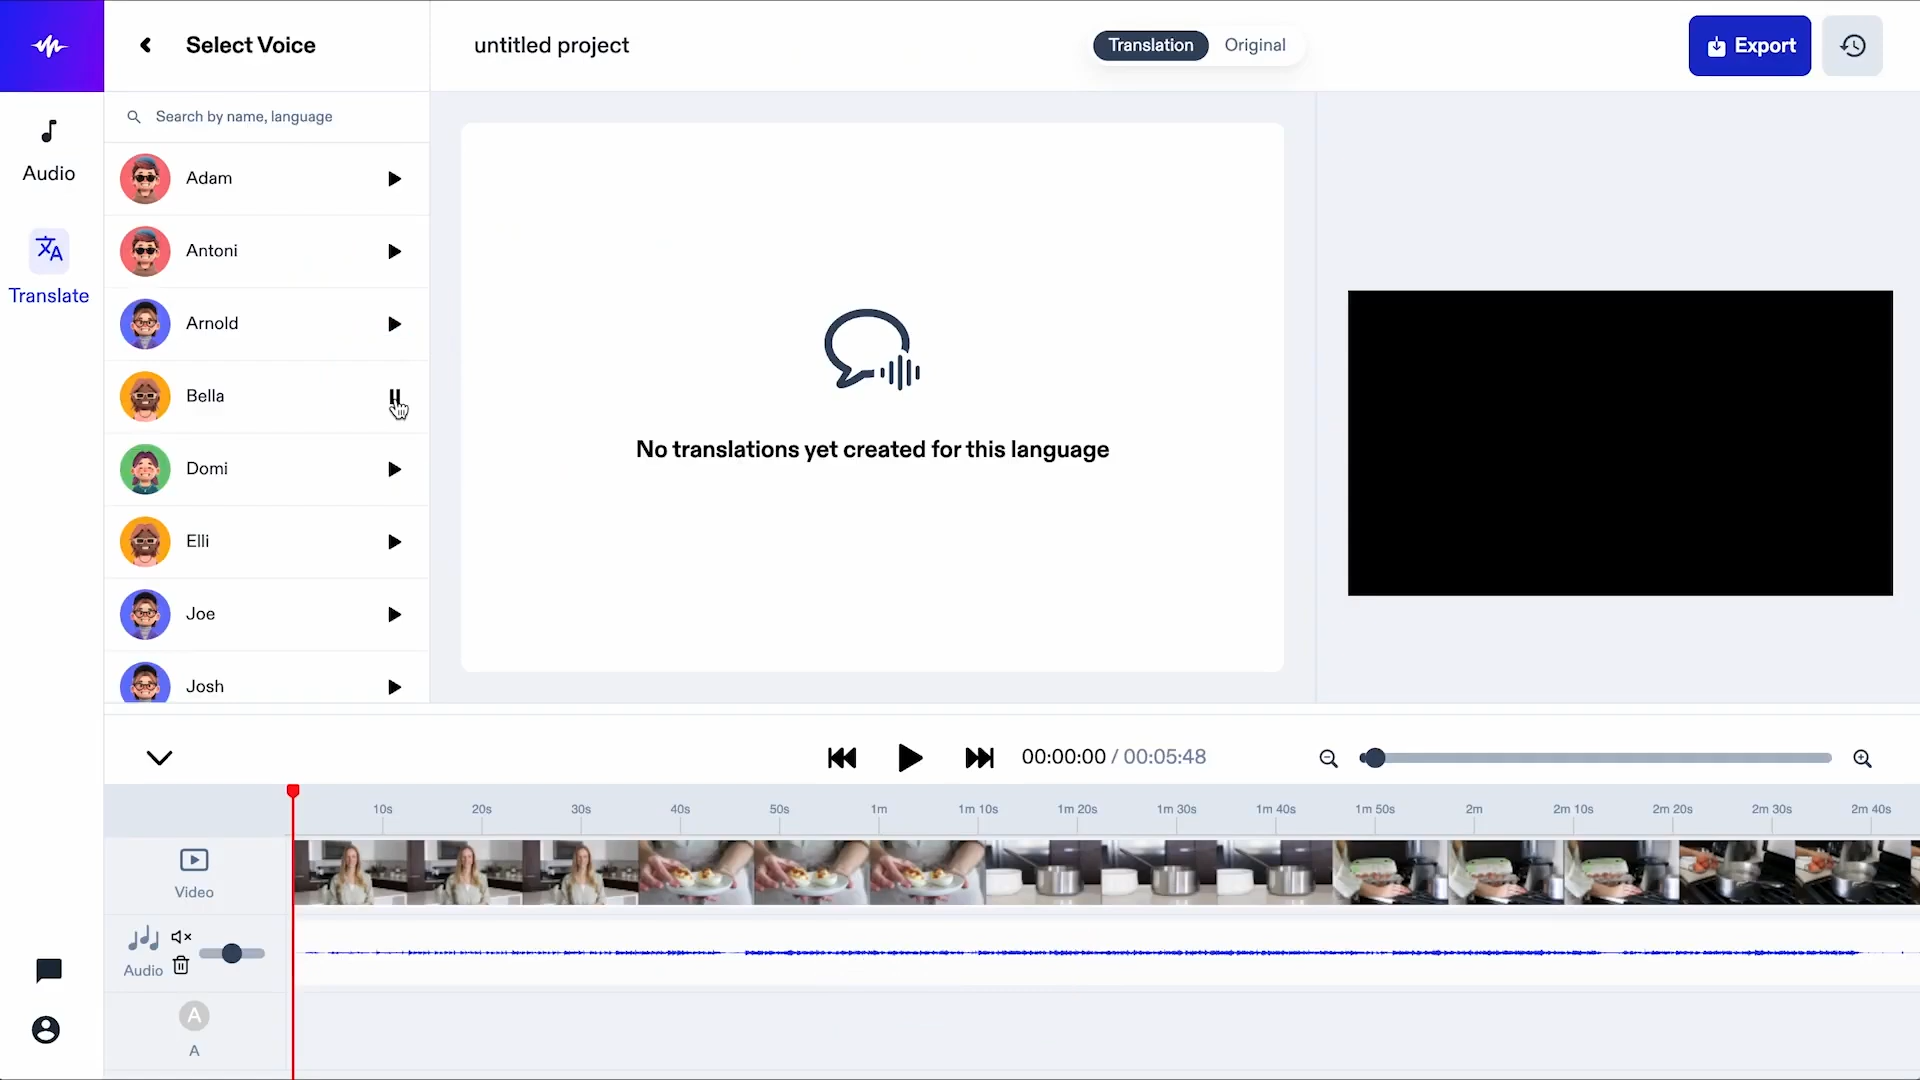 Select Voice
untitled project
Translation
Original
Export
Search by name, language
Audio
Translate
Adam
Antoni
Arnold
Bella
Domi
Elli
Joe
Josh
No translations yet created for this language
00:00:00 / 00:05:48
10s 20s 30s 40s 50s 1m 1m 10s 1m 20s 1m 30s 1m 40s 1m 50s 2m 2m 10s 2m 20s 2m 30s 2m 40s
Video
Audio
A
A